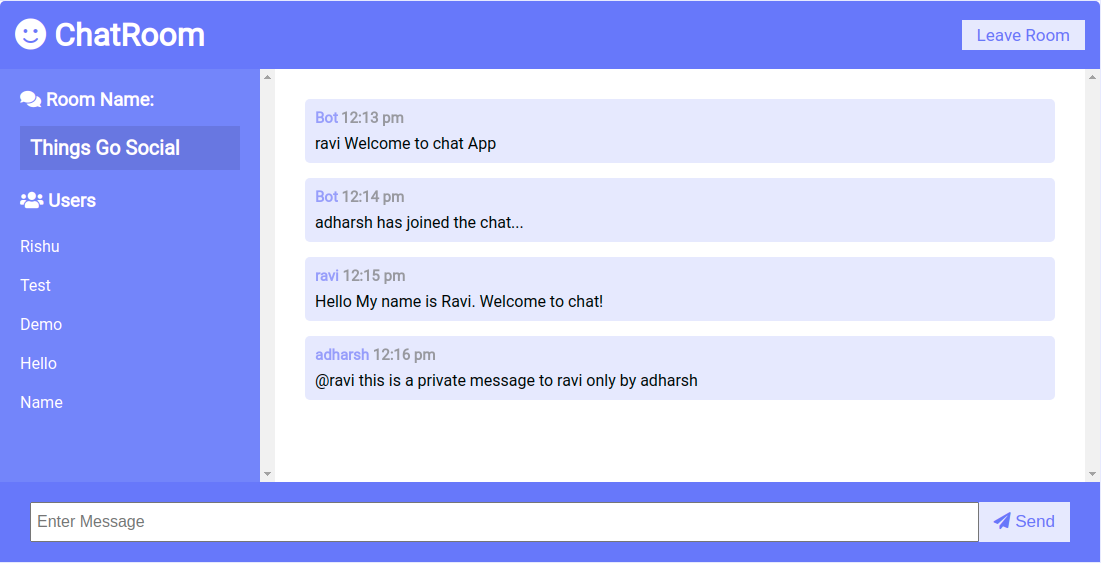 ChatRoom
Leave Room
Room Name:
Things Go Social
Users
Rishu
Test
Demo
Hello
Name
Bot 12:13 pm
ravi Welcome to chat App
Bot 12:14 pm
adharsh has joined the chat...
ravi 12:15 pm
Hello My name is Ravi. Welcome to chat!
adharsh 12:16 pm
@ravi this is a private message to ravi only by adharsh
Enter Message
Send